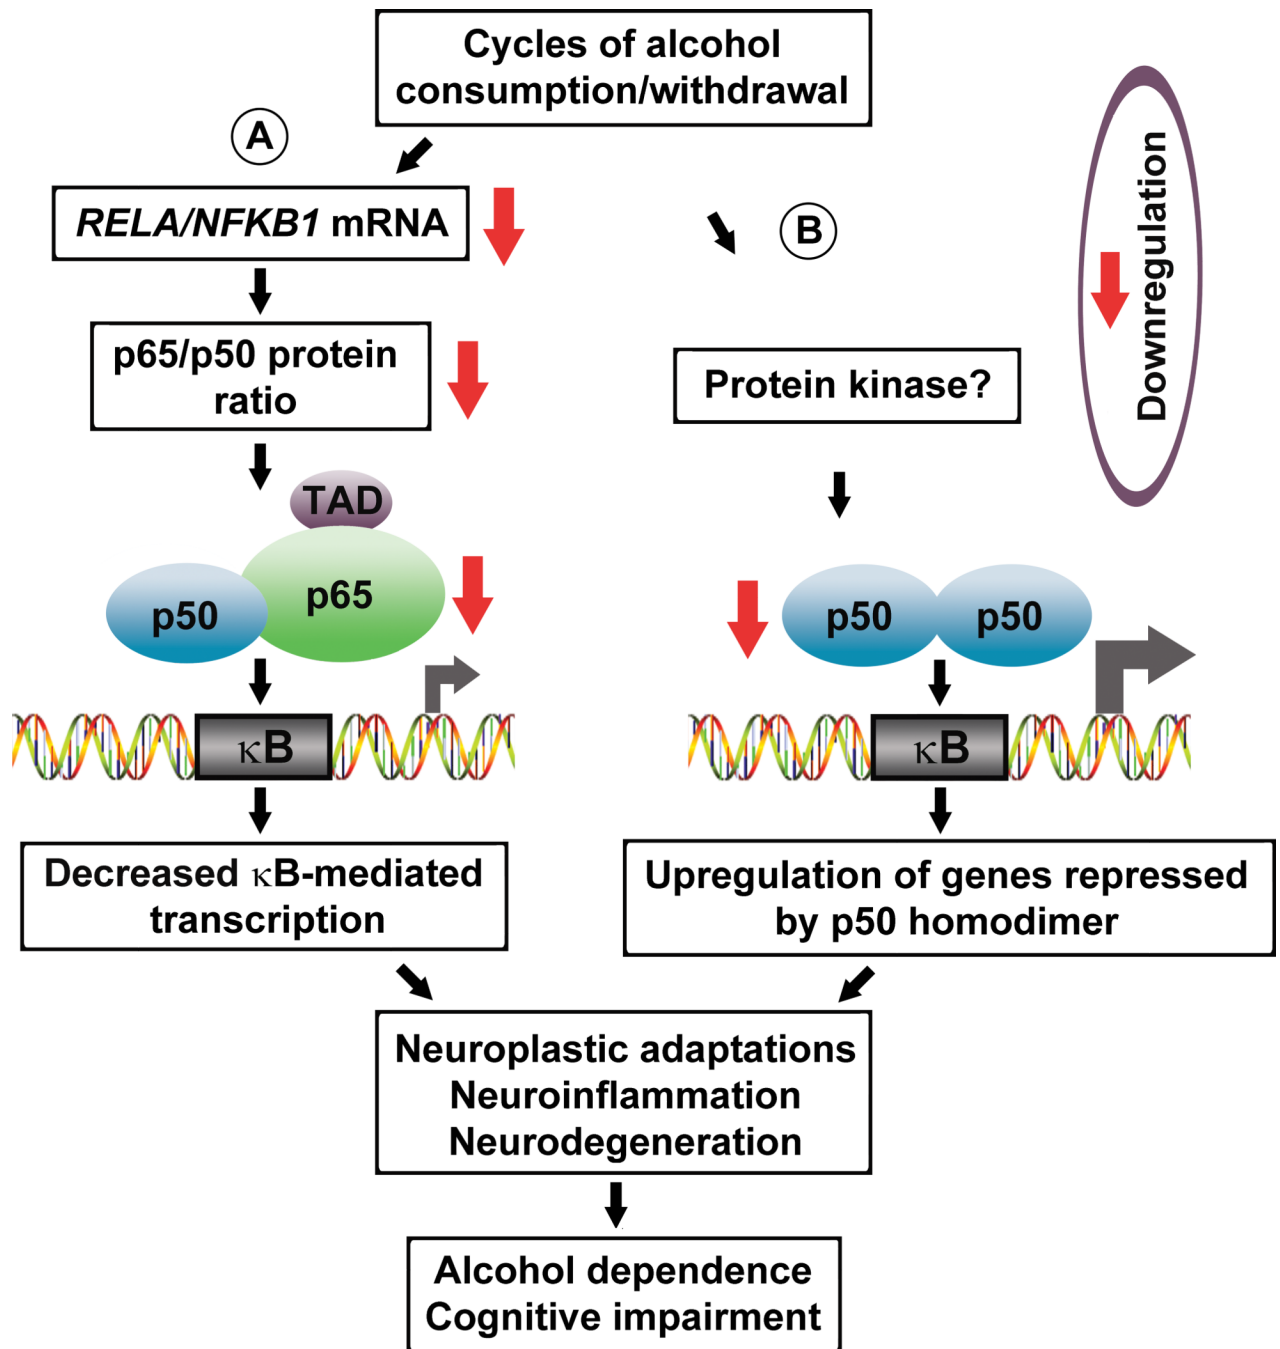 Cycles of alcohol
consumption/withdrawal
A
RELA/NFKB1 mRNA
B
Downregulation
p65/p50 protein
ratio
Protein kinase?
TAD
p50
p65
p50
p50
κB
κB
Decreased κB-mediated
transcription
Upregulation of genes repressed
by p50 homodimer
Neuroplastic adaptations
Neuroinflammation
Neurodegeneration
Alcohol dependence
Cognitive impairment